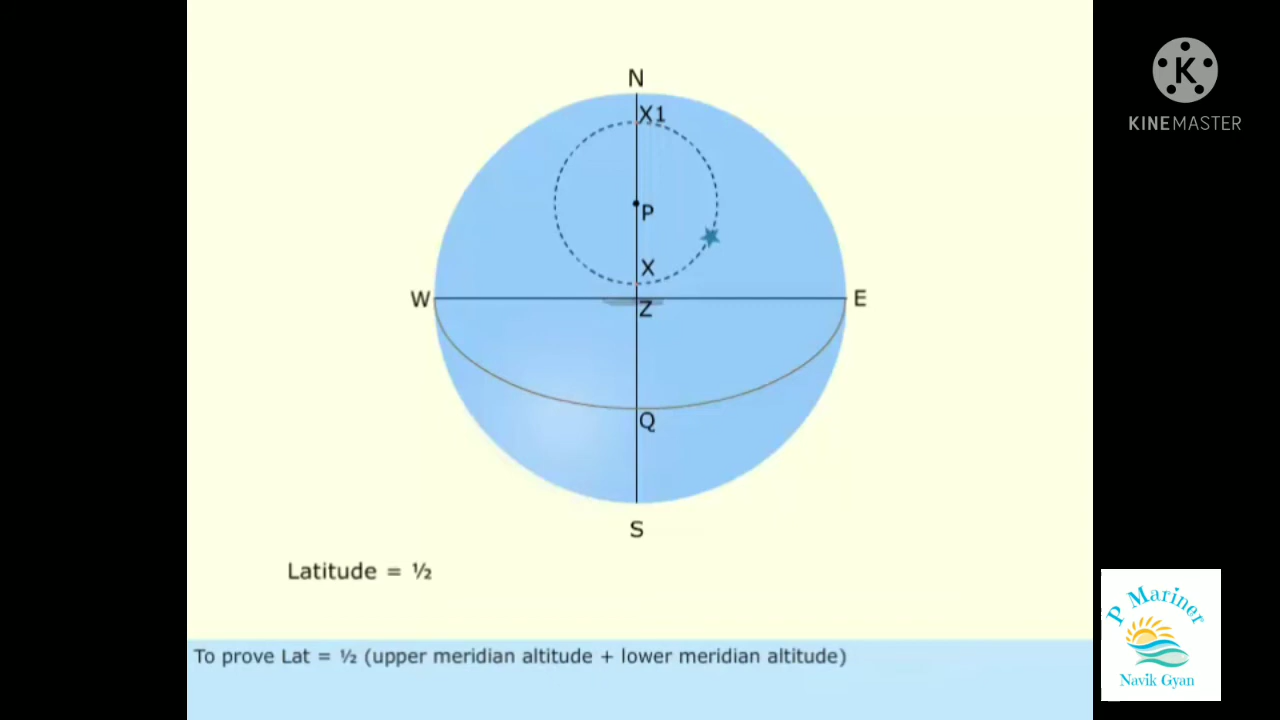 N
X1
P
X
W
E
Z
Q
S
Latitude = ½
To prove Lat = ½ (upper meridian altitude + lower meridian altitude)
K
KINEMASTER
P Mariner
Navik Gyan